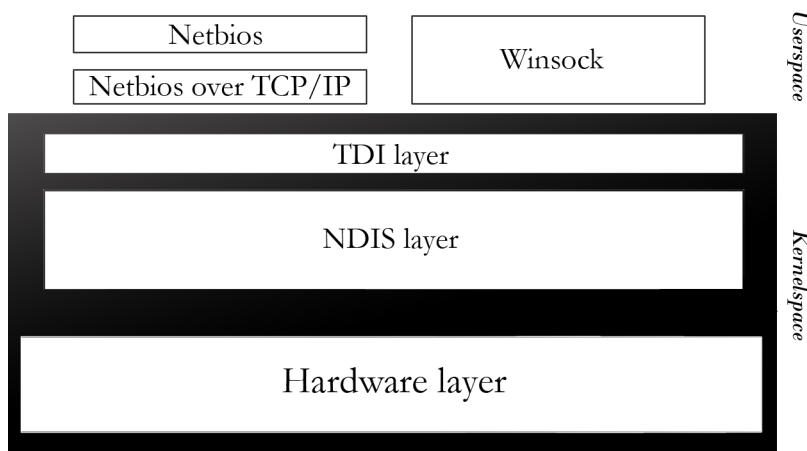 Netbios
Netbios over TCP/IP
Winsock
Userspace
TDI layer
NDIS layer
Kernelspace
Hardware layer